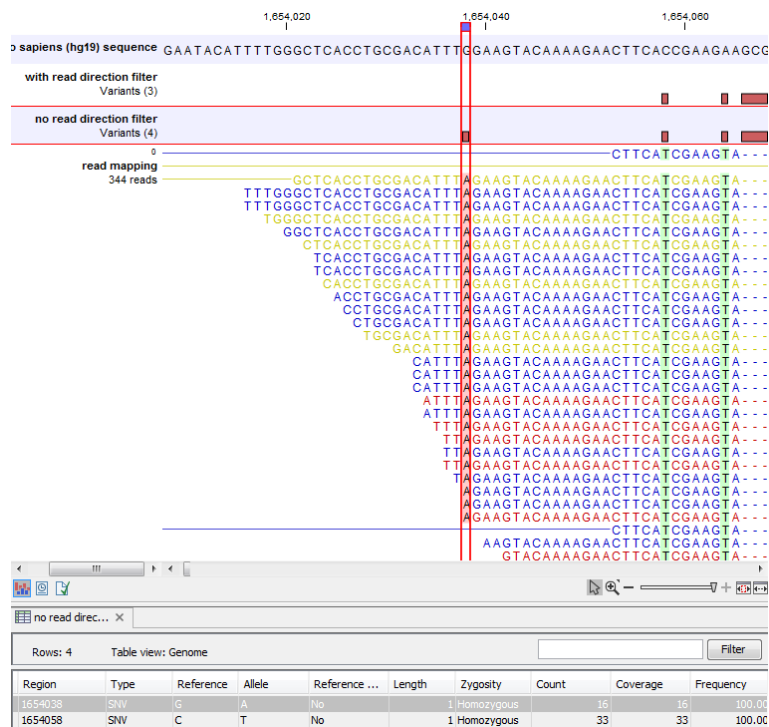 1,654,020 1,654,040 1,654,060
o sapiens (hg19) sequence GAATACATTTTGGGCTCACCTGCGACATTTGGAAGTACAAAAGAACTTCACCGAAGAAGCG
with read direction filter
Variants (3)
no read direction filter
Variants (4)
0 CTTCATCGAAGTA---
read mapping
344 reads GCTCACCTGCGACATTTAGAAGTACAAAAGAACTTCATCGAAGTA---
TTTGGGCTCACCTGCGACATTTAGAAGTACAAAAGAACTTCATCGAAGTA---
TTTGGGCTCACCTGCGACATTTAGAAGTACAAAAGAACTTCATCGAAGTA---
TGGGCTCACCTGCGACATTTAGAAGTACAAAAGAACTTCATCGAAGTA---
GGCTCACCTGCGACATTTAGAAGTACAAAAGAACTTCATCGAAGTA---
CTCACCTGCGACATTTAGAAGTACAAAAGAACTTCATCGAAGTA---
TCACCTGCGACATTTAGAAGTACAAAAGAACTTCATCGAAGTA---
TCACCTGCGACATTTAGAAGTACAAAAGAACTTCATCGAAGTA---
CACCTGCGACATTTAGAAGTACAAAAGAACTTCATCGAAGTA---
ACCTGCGACATTTAGAAGTACAAAAGAACTTCATCGAAGTA---
CCTGCGACATTTAGAAGTACAAAAGAACTTCATCGAAGTA---
CTGCGACATTTAGAAGTACAAAAGAACTTCATCGAAGTA---
TGCGACATTTAGAAGTACAAAAGAACTTCATCGAAGTA---
GACATTTAGAAGTACAAAAGAACTTCATCGAAGTA---
CATTTAGAAGTACAAAAGAACTTCATCGAAGTA---
CATTTAGAAGTACAAAAGAACTTCATCGAAGTA---
CATTTAGAAGTACAAAAGAACTTCATCGAAGTA---
ATTTAGAAGTACAAAAGAACTTCATCGAAGTA---
ATTTAGAAGTACAAAAGAACTTCATCGAAGTA---
TTTAGAAGTACAAAAGAACTTCATCGAAGTA---
TTAGAAGTACAAAAGAACTTCATCGAAGTA---
TTAGAAGTACAAAAGAACTTCATCGAAGTA---
TTAGAAGTACAAAAGAACTTCATCGAAGTA---
TAGAAGTACAAAAGAACTTCATCGAAGTA---
AGAAGTACAAAAGAACTTCATCGAAGTA---
AGAAGTACAAAAGAACTTCATCGAAGTA---
AGAAGTACAAAAGAACTTCATCGAAGTA---
CTTCATCGAAGTA---
AAGTACAAAAGAACTTCATCGAAGTA---
GTACAAAAGAACTTCATCGAAGTA---
no read direc...
Rows: 4 Table view: Genome Filter
Region Type Reference Allele Reference ... Length Zygosity Count Coverage Frequency
1654038 SNV G A No 1 Homozygous 16 16 100.00
1654058 SNV C T No 1 Homozygous 33 33 100.00